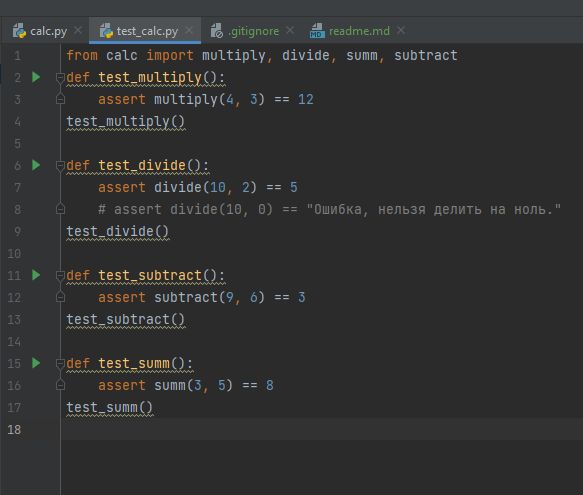 calc.py test_calc.py .gitignore readme.md
1 from calc import multiply, divide, summ, subtract
2 def test_multiply():
3 assert multiply(4, 3) == 12
4 test_multiply()
5
6 def test_divide():
7 assert divide(10, 2) == 5
8 # assert divide(10, 0) == "Ошибка, нельзя делить на ноль."
9 test_divide()
10
11 def test_subtract():
12 assert subtract(9, 6) == 3
13 test_subtract()
14
15 def test_summ():
16 assert summ(3, 5) == 8
17 test_summ()
18